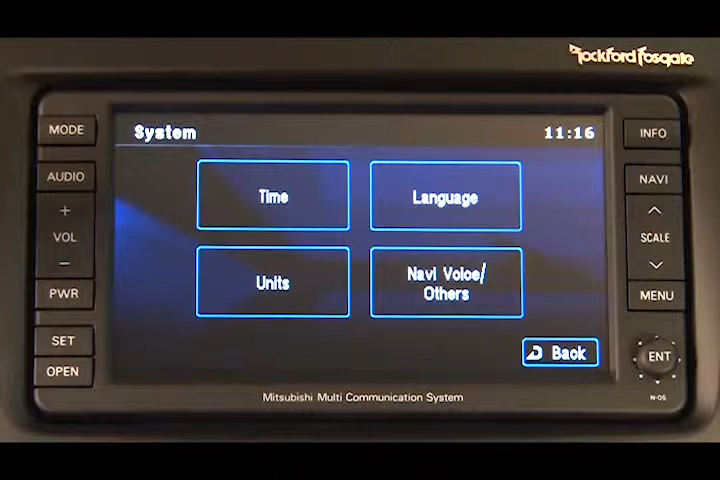 Rockford Fosgate
MODE
AUDIO
+
VOL
−
PWR
SET
OPEN
System
11:16
Time
Language
Units
Navi Voice/
Others
Back
INFO
NAVI
SCALE
MENU
ENT
N-05
Mitsubishi Multi Communication System